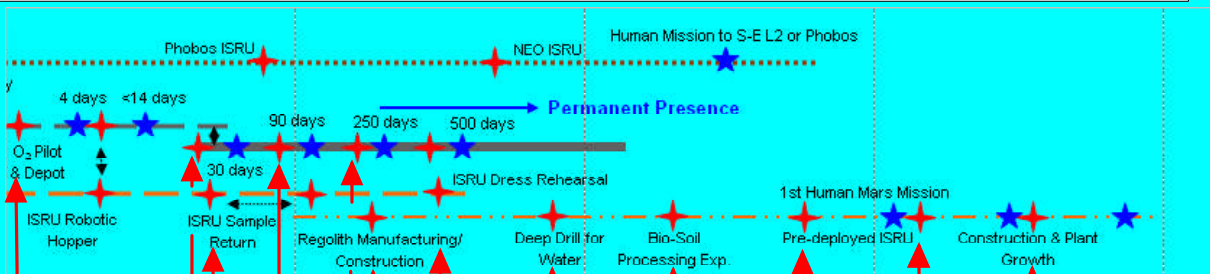 Phobos ISRU
NEO ISRU
Human Mission to S-E L2 or Phobos
y
4 days
<14 days
Permanent Presence
90 days
250 days
500 days
O₂ Pilot
& Depot
30 days
ISRU Dress Rehearsal
1st Human Mars Mission
ISRU Robotic
Hopper
ISRU Sample
Return
Regolith Manufacturing/
Construction
Deep Drill for
Water
Bio-Soil
Processing Exp.
Pre-deployed ISRU
Construction & Plant
Growth